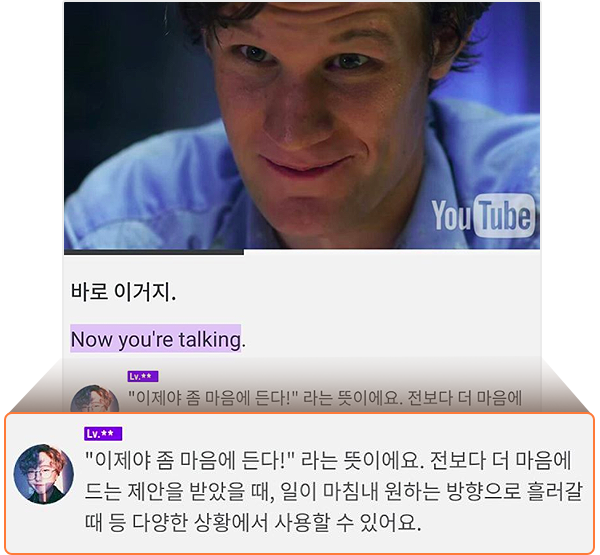 YouTube
바로 이거지.
Now you're talking.
Lv.**
"이제야 좀 마음에 든다!" 라는 뜻이에요. 전보다 더 마음에
Lv.**
"이제야 좀 마음에 든다!" 라는 뜻이에요. 전보다 더 마음에
드는 제안을 받았을 때, 일이 마침내 원하는 방향으로 흘러갈
때 등 다양한 상황에서 사용할 수 있어요.